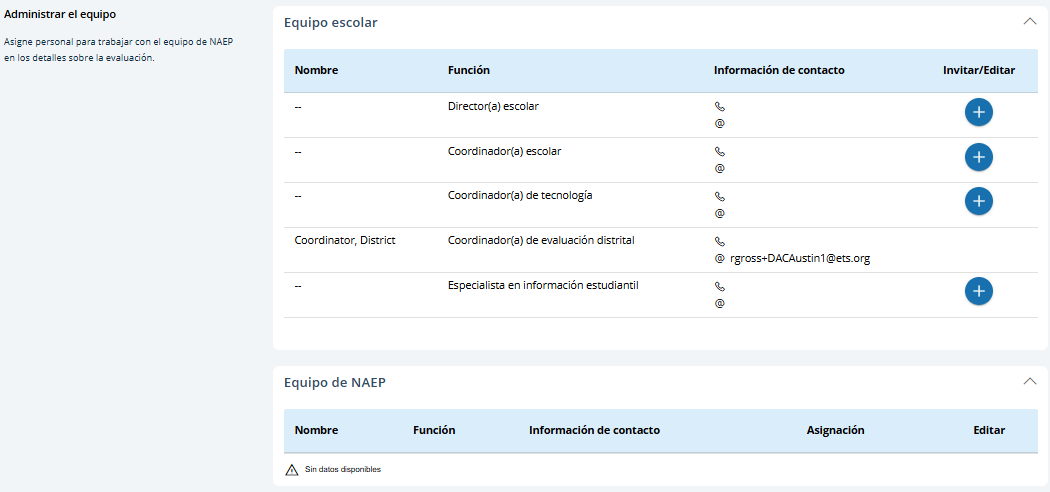 Administrar el equipo
Asigne personal para trabajar con el equipo de NAEP
en los detalles sobre la evaluación.
Equipo escolar
Nombre Función Información de contacto Invitar/Editar
-- Director(a) escolar
@
-- Coordinador(a) escolar
@
-- Coordinador(a) de tecnología
@
Coordinator, District Coordinador(a) de evaluación distrital
@ rgross+DACAustin1@ets.org
-- Especialista en información estudiantil
@
Equipo de NAEP
Nombre Función Información de contacto Asignación Editar
Sin datos disponibles